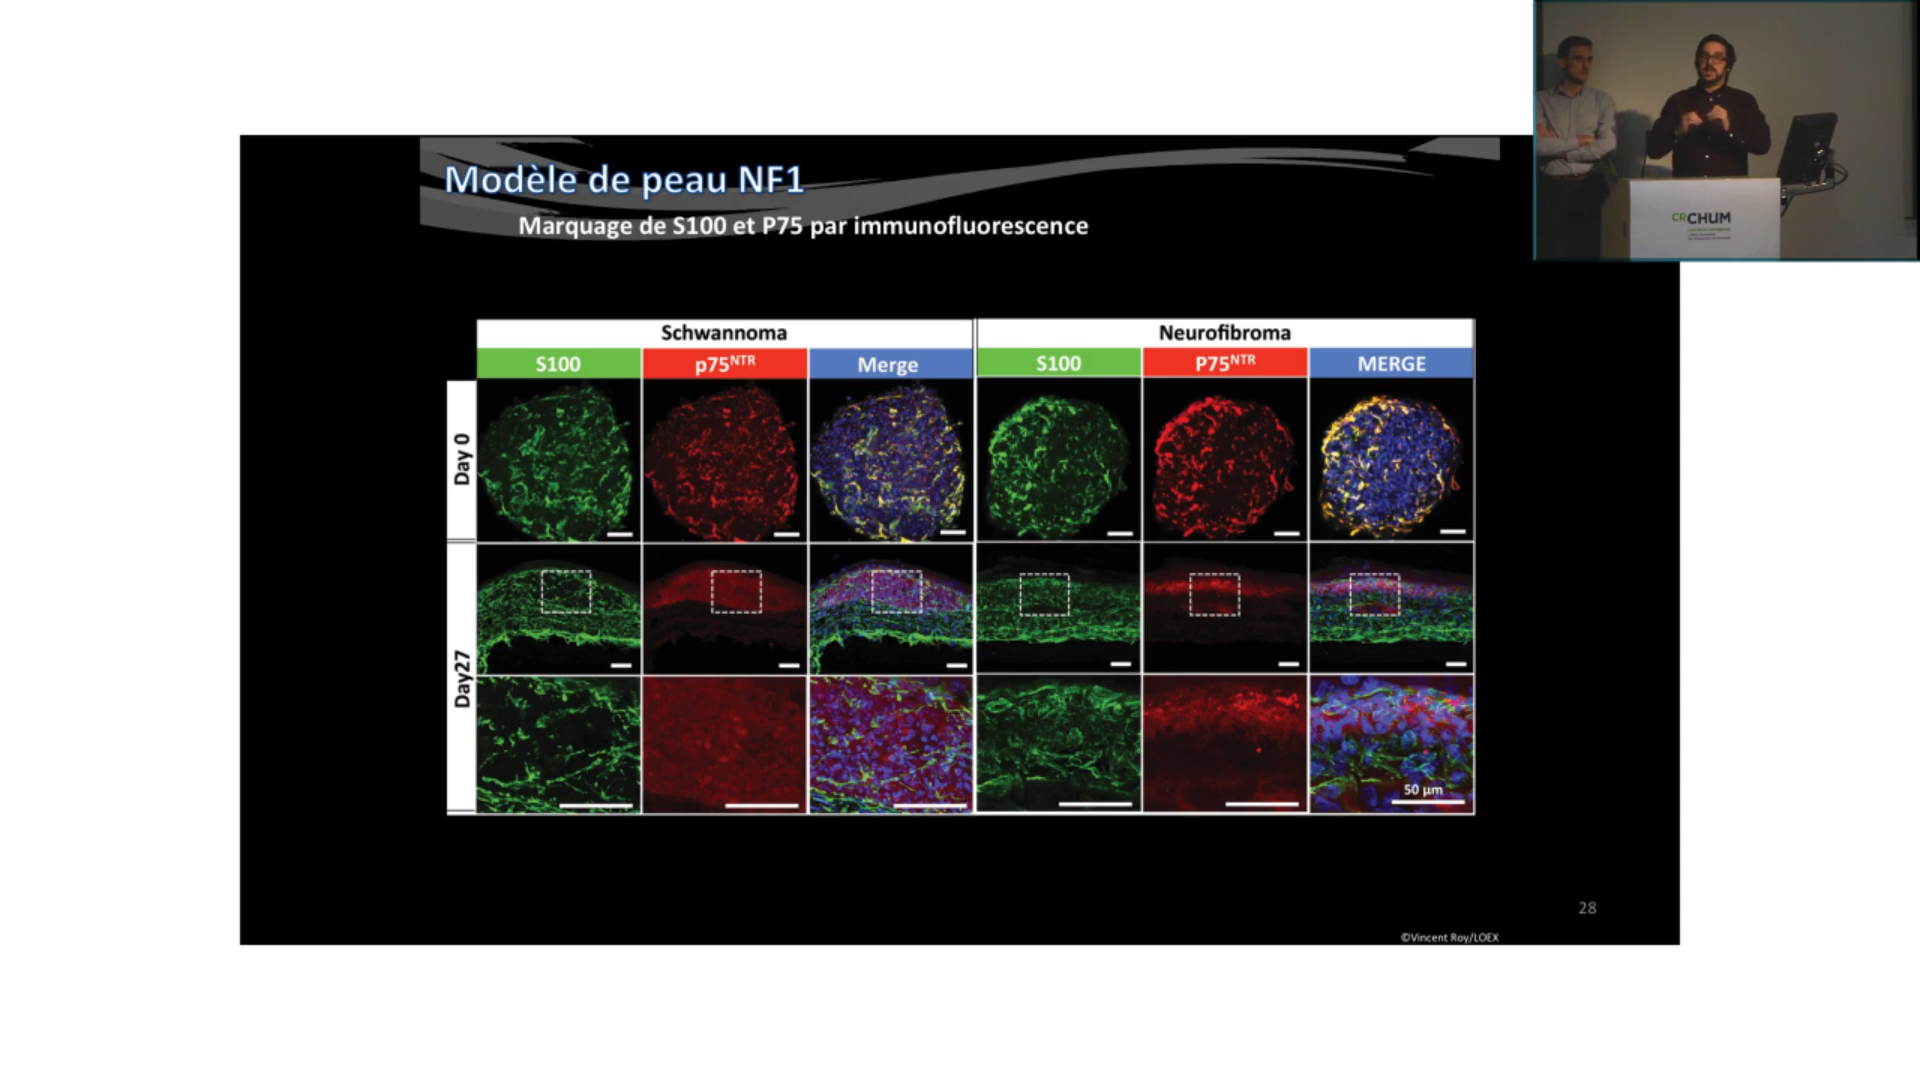 Modèle de peau NF1
Marquage de S100 et P75 par immunofluorescence
Schwannoma
Neurofibroma
S100
p75NTR
Merge
S100
P75NTR
MERGE
Day 0
Day27
50 µm
28
©Vincent Roy/LOEX
CRCHUM